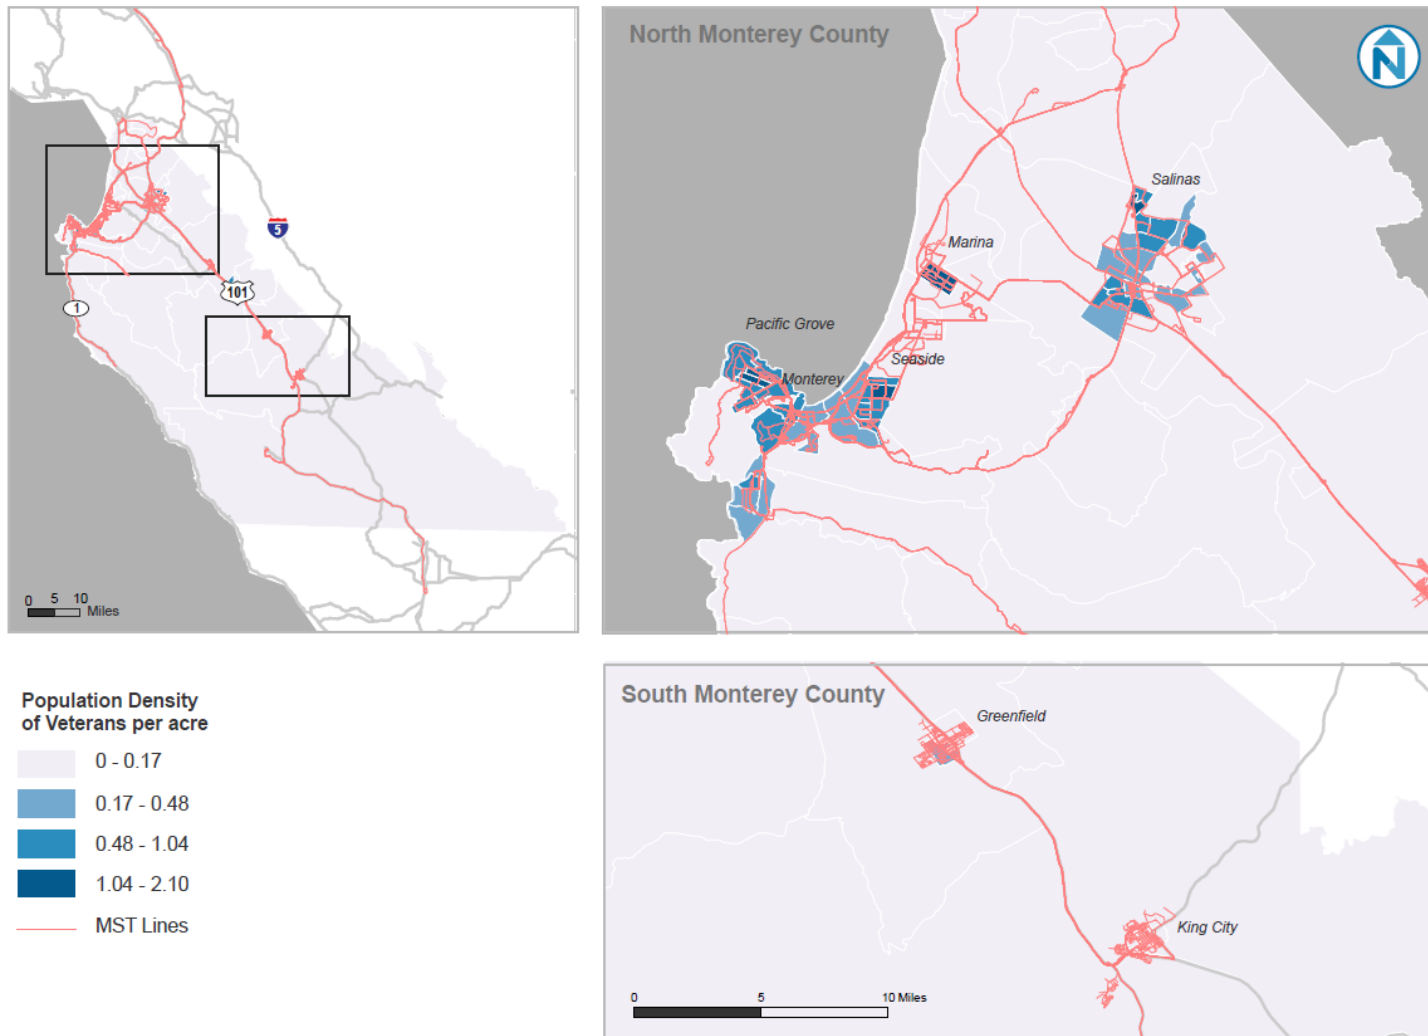 5
101
1
0 5 10
Miles
North Monterey County
N
Salinas
Marina
Pacific Grove
Seaside
Monterey
Population Density
of Veterans per acre
0 - 0.17
0.17 - 0.48
0.48 - 1.04
1.04 - 2.10
MST Lines
South Monterey County
Greenfield
King City
0 5 10 Miles